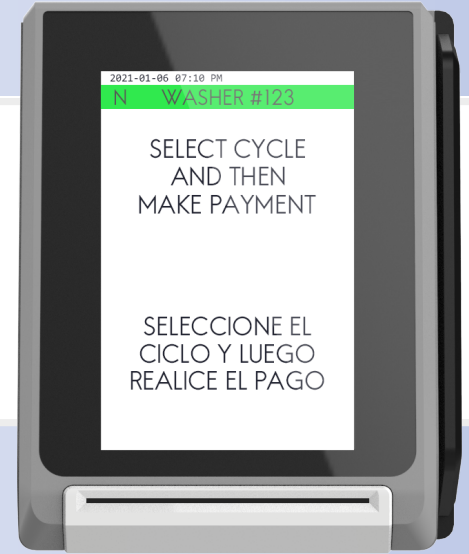 2021-01-06 07:10 PM
N WASHER #123
SELECT CYCLE
AND THEN
MAKE PAYMENT
SELECCIONE EL
CICLO Y LUEGO
REALICE EL PAGO